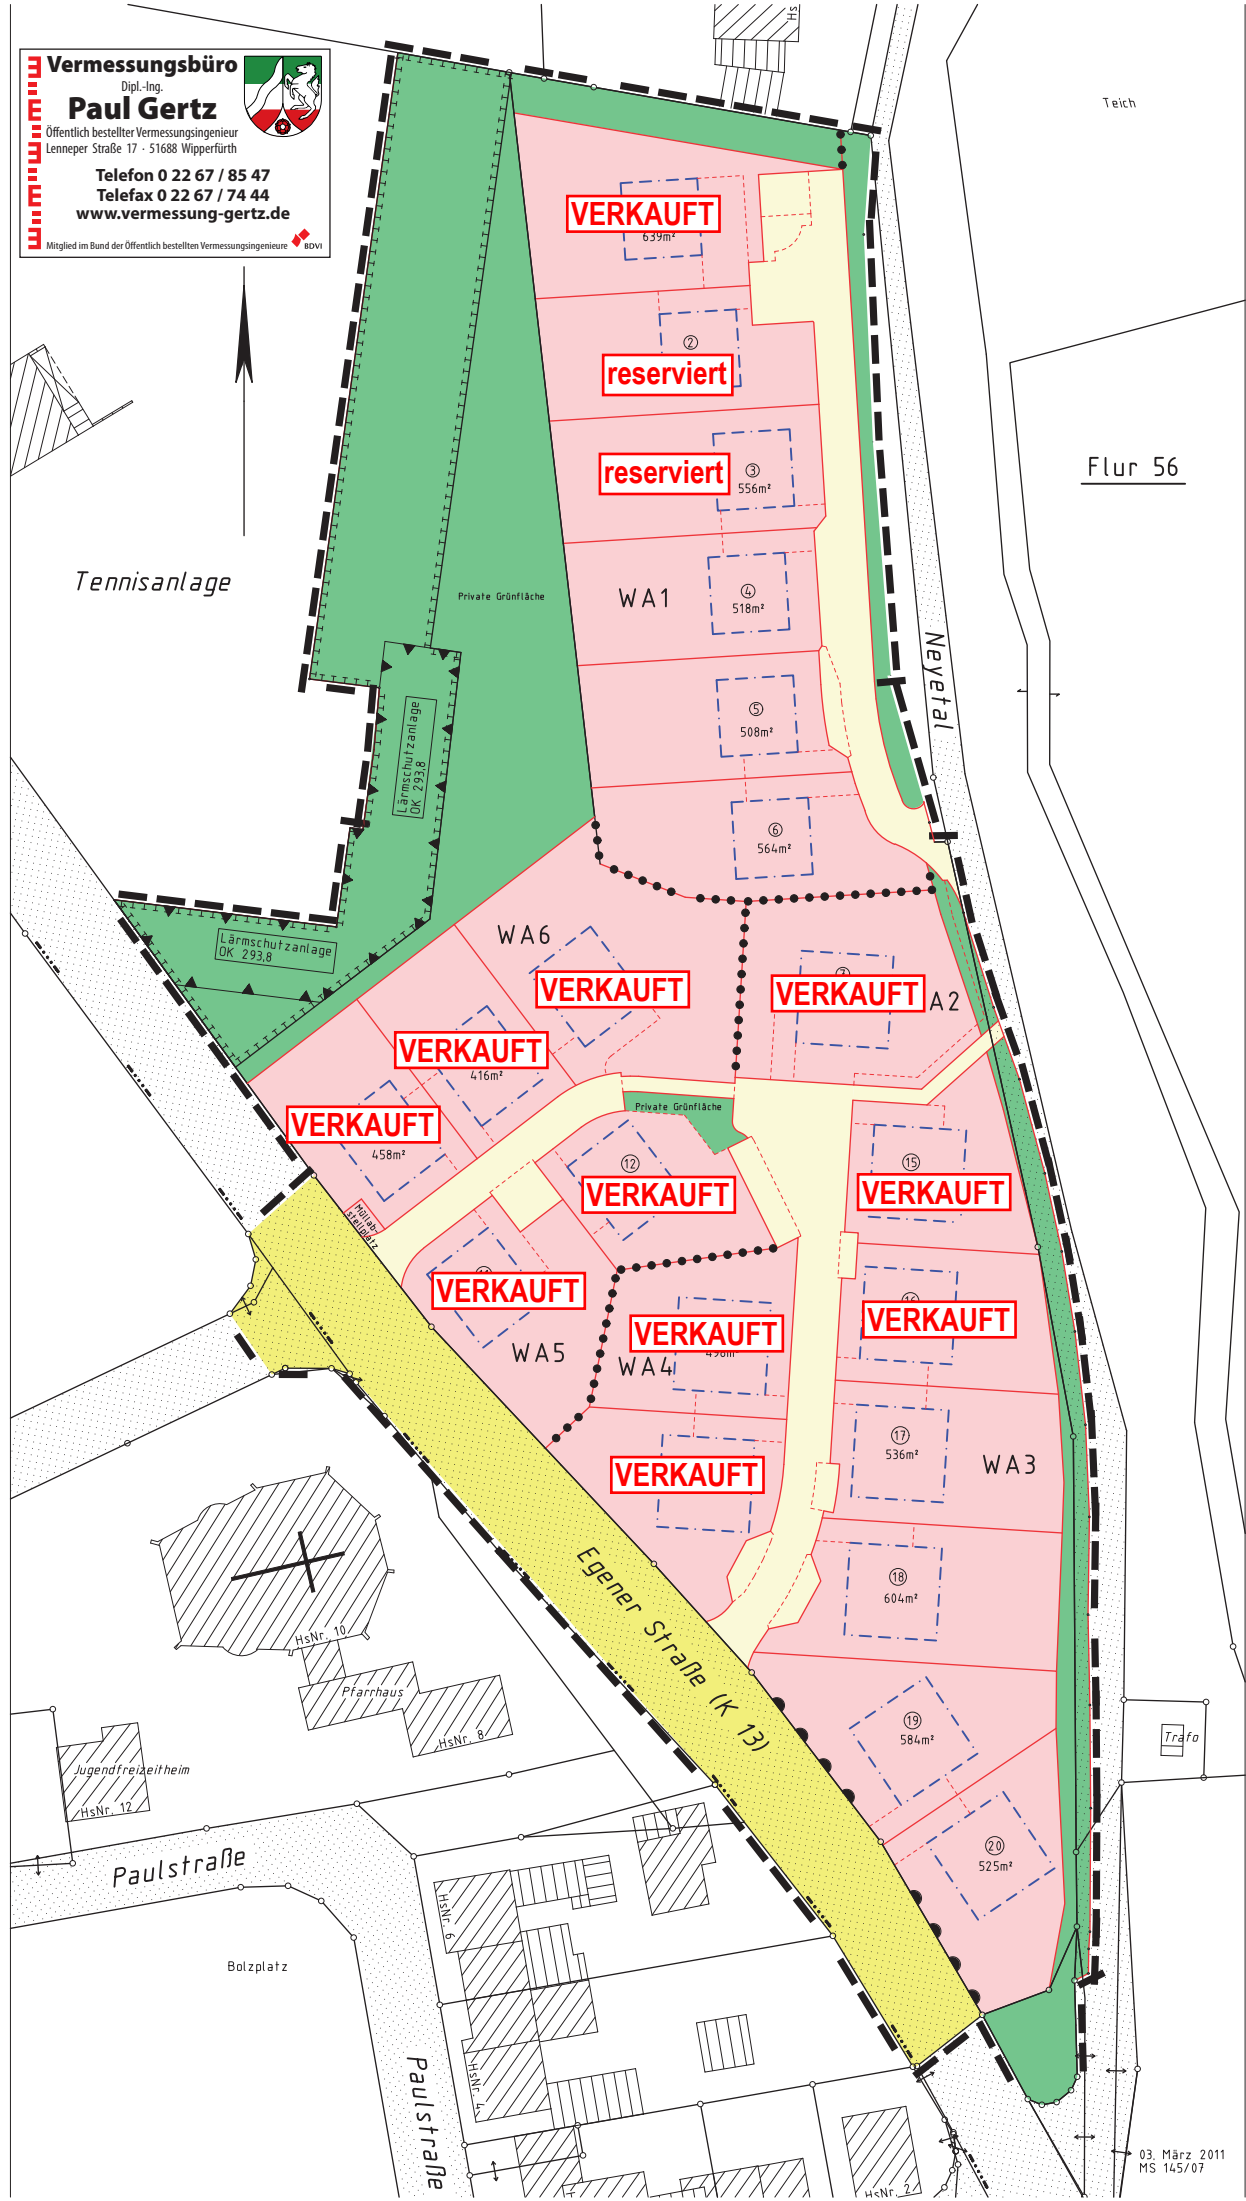 Vermessungsbüro
Dipl.-Ing.
Paul Gertz
Öffentlich bestellter Vermessungsingenieur
Lenneper Straße 17 · 51688 Wipperfürth
Telefon 0 22 67 / 85 47
Telefax 0 22 67 / 74 44
www.vermessung-gertz.de
Mitglied im Bund der Öffentlich bestellten Vermessungsingenieure
BDVI
Hs
Teich
VERKAUFT
639m²
2
reserviert
Flur 56
reserviert
3
556m²
Tennisanlage
Private Grünfläche
WA1
4
518m²
Neyetal
5
508m²
Lärmschutzanlage
OK 293,8
6
564m²
Lärmschutzanlage
OK 293,8
WA6
VERKAUFT
7
VERKAUFT
A2
VERKAUFT
416m²
Private Grünfläche
VERKAUFT
458m²
12
VERKAUFT
15
VERKAUFT
Müllab-
stellplatz
VERKAUFT
16
VERKAUFT
VERKAUFT
498m²
WA5
WA4
17
536m²
WA3
VERKAUFT
18
604m²
Egener Straße (K 13)
HsNr. 10
Pfarrhaus
HsNr. 8
19
584m²
Trafo
Jugendfreizeitheim
HsNr. 12
20
525m²
Paulstraße
HsNr. 6
Bolzplatz
HsNr. 4
Paulstraße
HsNr. 2
03. März 2011
MS 145/07